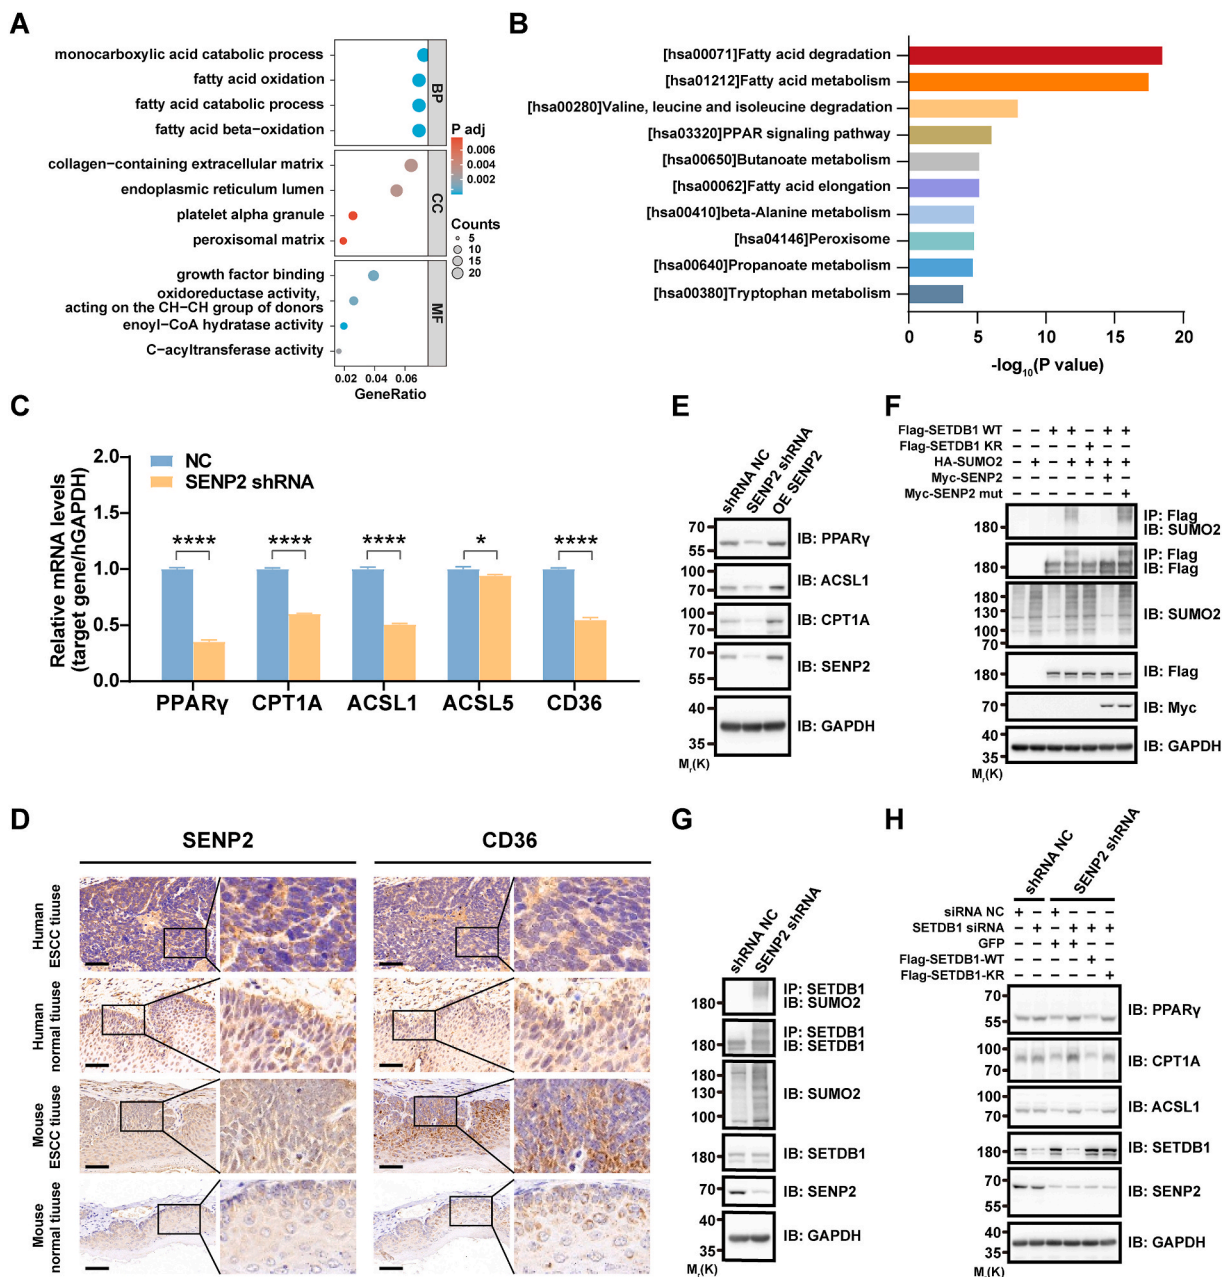 A
monocarboxylic acid catabolic process
fatty acid oxidation
fatty acid catabolic process
fatty acid beta−oxidation
BP
collagen−containing extracellular matrix
endoplasmic reticulum lumen
platelet alpha granule
peroxisomal matrix
CC
growth factor binding
oxidoreductase activity,
acting on the CH−CH group of donors
enoyl−CoA hydratase activity
C−acyltransferase activity
MF
0.02 0.04 0.06
GeneRatio
P adj
0.006
0.004
0.002
Counts
5
10
15
20
B
[hsa00071]Fatty acid degradation
[hsa01212]Fatty acid metabolism
[hsa00280]Valine, leucine and isoleucine degradation
[hsa03320]PPAR signaling pathway
[hsa00650]Butanoate metabolism
[hsa00062]Fatty acid elongation
[hsa00410]beta-Alanine metabolism
[hsa04146]Peroxisome
[hsa00640]Propanoate metabolism
[hsa00380]Tryptophan metabolism
0 5 10 15 20
-log10(P value)
C
Relative mRNA levels
(target gene/hGAPDH)
2.0
1.5
1.0
0.5
0.0
NC
SENP2 shRNA
**** **** **** * ****
PPARγ CPT1A ACSL1 ACSL5 CD36
E
shRNA NC
SENP2 shRNA
OE SENP2
70
55
IB: PPARγ
100
70
IB: ACSL1
100
70
IB: CPT1A
70
55
IB: SENP2
40
35
IB: GAPDH
Mr(K)
F
Flag-SETDB1 WT − − + + − + +
Flag-SETDB1 KR − − − − + − −
HA-SUMO2 − + − + + + +
Myc-SENP2 − − − − − + −
Myc-SENP2 mut − − − − − − +
180
IP: Flag
IB: SUMO2
180
IP: Flag
IB: Flag
180
130
100
70
IB: SUMO2
180
IB: Flag
70
IB: Myc
40
35
IB: GAPDH
Mr(K)
D
SENP2
CD36
Human
ESCC tiuuse
Human
normal tiuuse
Mouse
ESCC tiuuse
Mouse
normal tiuuse
G
shRNA NC
SENP2 shRNA
180
IP: SETDB1
IB: SUMO2
180
IP: SETDB1
IB: SETDB1
180
130
100
IB: SUMO2
180
IB: SETDB1
70
IB: SENP2
40
35
IB: GAPDH
Mr(K)
H
shRNA NC
SENP2 shRNA
siRNA NC + − + − − −
SETDB1 siRNA − + − + + +
GFP − − + + − −
Flag-SETDB1-WT − − − − + −
Flag-SETDB1-KR − − − − − +
70
55
IB: PPARγ
100
70
IB: CPT1A
100
70
IB: ACSL1
180
IB: SETDB1
70
55
IB: SENP2
40
35
IB: GAPDH
Mr(K)